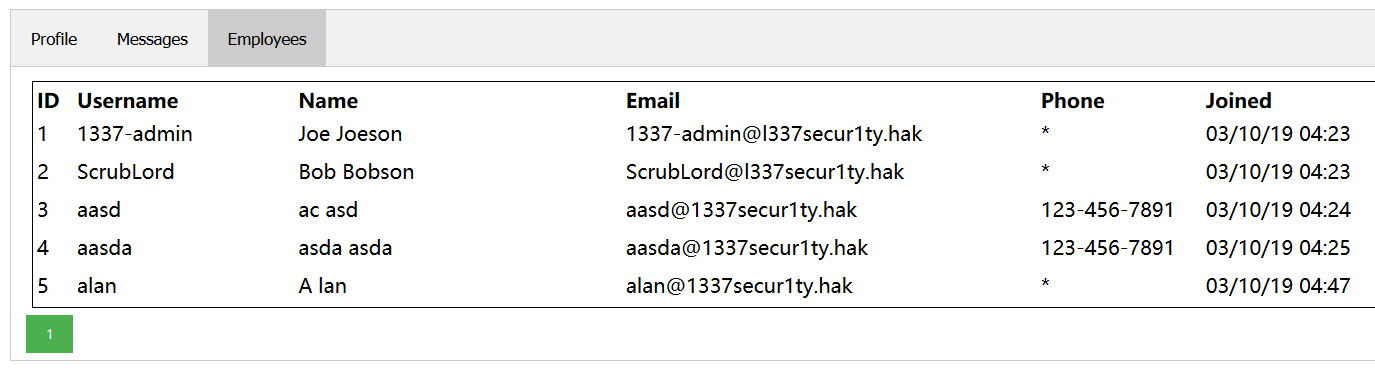 Profile Messages Employees
ID Username Name Email Phone Joined
1 1337-admin Joe Joeson 1337-admin@l337secur1ty.hak * 03/10/19 04:23
2 ScrubLord Bob Bobson ScrubLord@l337secur1ty.hak * 03/10/19 04:23
3 aasd ac asd aasd@1337secur1ty.hak 123-456-7891 03/10/19 04:24
4 aasda asda asda aasda@1337secur1ty.hak 123-456-7891 03/10/19 04:25
5 alan A lan alan@1337secur1ty.hak * 03/10/19 04:47
1